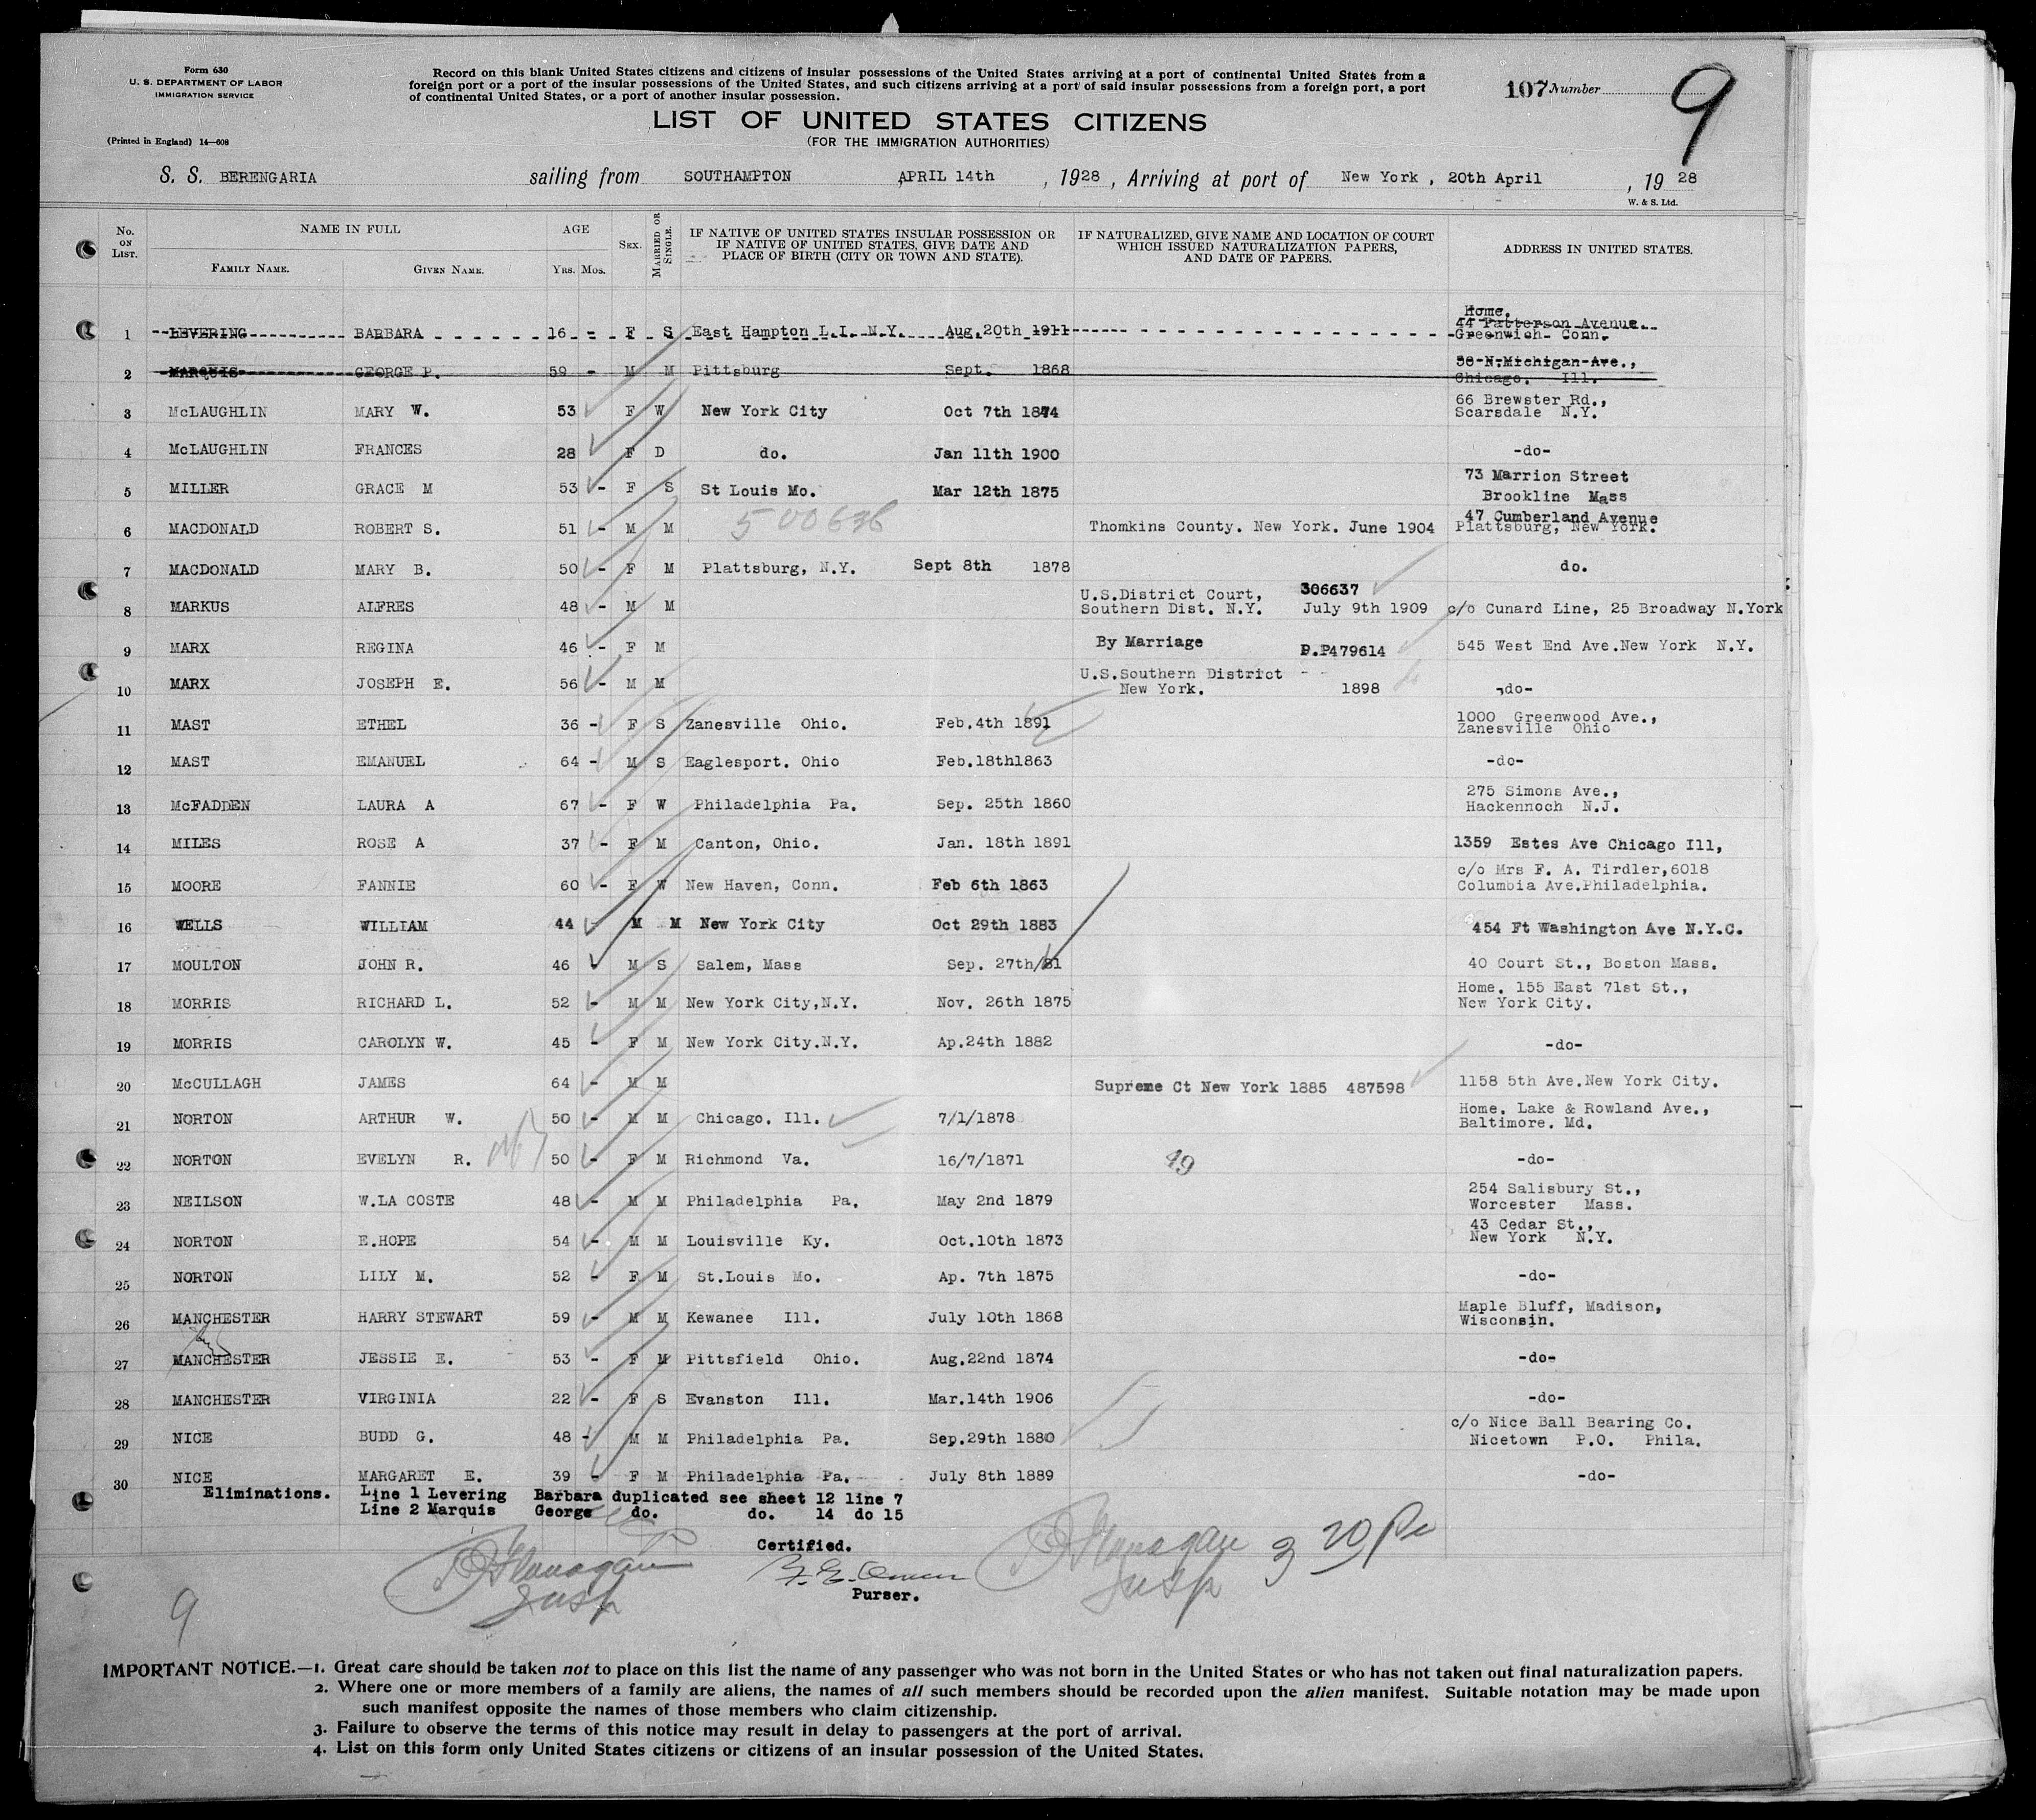 Form 630
U. S. DEPARTMENT OF LABOR
IMMIGRATION SERVICE
(Printed in England) 14—608
Record on this blank United States citizens and citizens of insular possessions of the United States arriving at a port of continental United States from a
foreign port or a port of the insular possessions of the United States, and such citizens arriving at a port of said insular possessions from a foreign port, a port
of continental United States, or a port of another insular possession.
107 Number 9
LIST OF UNITED STATES CITIZENS
(FOR THE IMMIGRATION AUTHORITIES)
S. S. BERENGARIA sailing from SOUTHAMPTON APRIL 14th, 1928, Arriving at port of New York, 20th April, 1928
W. & S. Ltd.
No. ON LIST. NAME IN FULL AGE SEX. MARRIED OR SINGLE. IF NATIVE OF UNITED STATES INSULAR POSSESSION OR IF NATIVE OF UNITED STATES, GIVE DATE AND PLACE OF BIRTH (CITY OR TOWN AND STATE). IF NATURALIZED, GIVE NAME AND LOCATION OF COURT WHICH ISSUED NATURALIZATION PAPERS, AND DATE OF PAPERS. ADDRESS IN UNITED STATES.
FAMILY NAME. GIVEN NAME. YRS. MOS.
1 LEVERING BARBARA 16 - F S East Hampton L.I. N.Y. Aug.20th 1911 Home. 44 Patterson Avenue. Greenwich Conn.
2 MARQUIS GEORGE P. 59 - M M Pittsburg Sept. 1868 58 N.Michigan Ave., Chicago. Ill.
3 McLAUGHLIN MARY W. 53 F W New York City Oct 7th 1874 66 Brewster Rd., Scarsdale N.Y.
4 McLAUGHLIN FRANCES 28 F D do. Jan 11th 1900 -do-
5 MILLER GRACE M 53 - F S St Louis Mo. Mar 12th 1875 73 Marrion Street Brookline Mass
6 MACDONALD ROBERT S. 51 - M M 500636 Thomkins County. New York. June 1904 47 Cumberland Avenue Plattsburg, New York.
7 MACDONALD MARY B. 50 - F M Plattsburg, N.Y. Sept 8th 1878 do.
8 MARKUS ALFRES 48 - M M U.S.District Court, 306637 Southern Dist. N.Y. July 9th 1909 c/o Cunard Line, 25 Broadway N.York
9 MARX REGINA 46 - F M By Marriage P.P479614 545 West End Ave.New York N.Y.
10 MARX JOSEPH E. 56 - M M U.S.Southern District New York. 1898 -do-
11 MAST ETHEL 36 - F S Zanesville Ohio. Feb.4th 1891 1000 Greenwood Ave., Zanesville Ohio
12 MAST EMANUEL 64 - M S Eaglesport. Ohio Feb.18th1863 -do-
13 McFADDEN LAURA A 67 - F W Philadelphia Pa. Sep. 25th 1860 275 Simons Ave., Hackennoch N.J.
14 MILES ROSE A 37 - F M Canton, Ohio. Jan. 18th 1891 1359 Estes Ave Chicago Ill,
15 MOORE FANNIE 60 - F W New Haven, Conn. Feb 6th 1863 c/o Mrs F. A. Tirdler,6018 Columbia Ave.Philadelphia.
16 WELLS WILLIAM 44 - M M New York City Oct 29th 1883 454 Ft Washington Ave N.Y.C.
17 MOULTON JOHN R. 46 - M S Salem, Mass Sep. 27th/81 40 Court St., Boston Mass.
18 MORRIS RICHARD L. 52 - M M New York City,N.Y. Nov. 26th 1875 Home. 155 East 71st St., New York City.
19 MORRIS CAROLYN W. 45 - F M New York City.N.Y. Ap.24th 1882 -do-
20 McCULLAGH JAMES 64 - M M Supreme Ct New York 1885 487598 1158 5th Ave.New York City.
21 NORTON ARTHUR W. 50 - M M Chicago. Ill. 7/1/1878 Home. Lake & Rowland Ave., Baltimore. Md.
22 NORTON EVELYN R. 50 - F M Richmond Va. 16/7/1871 49 -do-
23 NEILSON W.LA COSTE 48 - M M Philadelphia Pa. May 2nd 1879 254 Salisbury St., Worcester Mass.
24 NORTON E.HOPE 54 - M M Louisville Ky. Oct.10th 1873 43 Cedar St., New York N.Y.
25 NORTON LILY M. 52 - F M St.Louis Mo. Ap. 7th 1875 -do-
26 MANCHESTER HARRY STEWART 59 - M M Kewanee Ill. July 10th 1868 Maple Bluff, Madison, Wisconsin.
27 MANCHESTER JESSIE E. 53 - F M Pittsfield Ohio. Aug.22nd 1874 -do-
28 MANCHESTER VIRGINIA 22 - F S Evanston Ill. Mar.14th 1906 -do-
29 NICE BUDD G. 48 - M M Philadelphia Pa. Sep.29th 1880 c/o Nice Ball Bearing Co. Nicetown P.O. Phila.
30 NICE MARGARET E. 39 - F M Philadelphia Pa. July 8th 1889 -do-
Eliminations. Line 1 Levering Barbara duplicated see sheet 12 line 7
Line 2 Marquis George do. do. 14 do 15
Certified.
Flanagan Insp F. E. Owen Flanagan Insp 3 20 Pm
Purser.
9
IMPORTANT NOTICE.—1. Great care should be taken not to place on this list the name of any passenger who was not born in the United States or who has not taken out final naturalization papers.
2. Where one or more members of a family are aliens, the names of all such members should be recorded upon the alien manifest. Suitable notation may be made upon
such manifest opposite the names of those members who claim citizenship.
3. Failure to observe the terms of this notice may result in delay to passengers at the port of arrival.
4. List on this form only United States citizens or citizens of an insular possession of the United States.